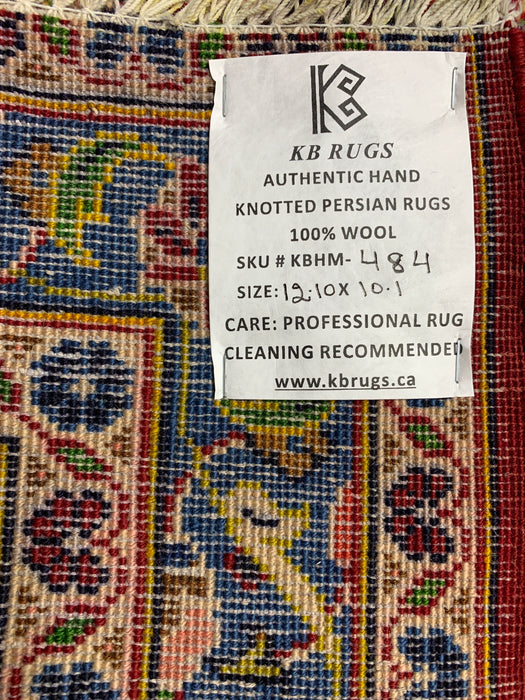 KB RUGS
AUTHENTIC HAND
KNOTTED PERSIAN RUGS
100% WOOL
SKU # KBHM- 484
SIZE: 12.10 X 10.1
CARE: PROFESSIONAL RUG
CLEANING RECOMMENDED
www.kbrugs.ca